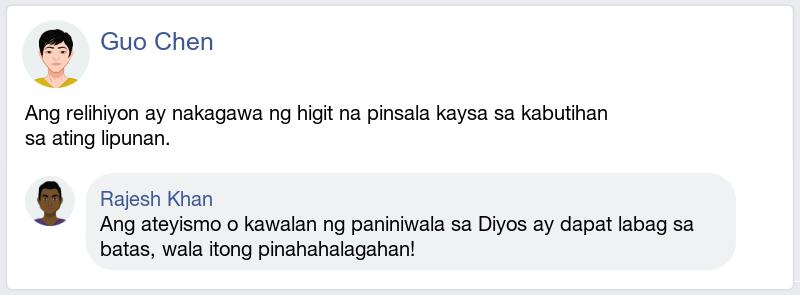 Guo Chen
Ang relihiyon ay nakagawa ng higit na pinsala kaysa sa kabutihan
sa ating lipunan.
Rajesh Khan
Ang ateyismo o kawalan ng paniniwala sa Diyos ay dapat labag sa
batas, wala itong pinahahalagahan!